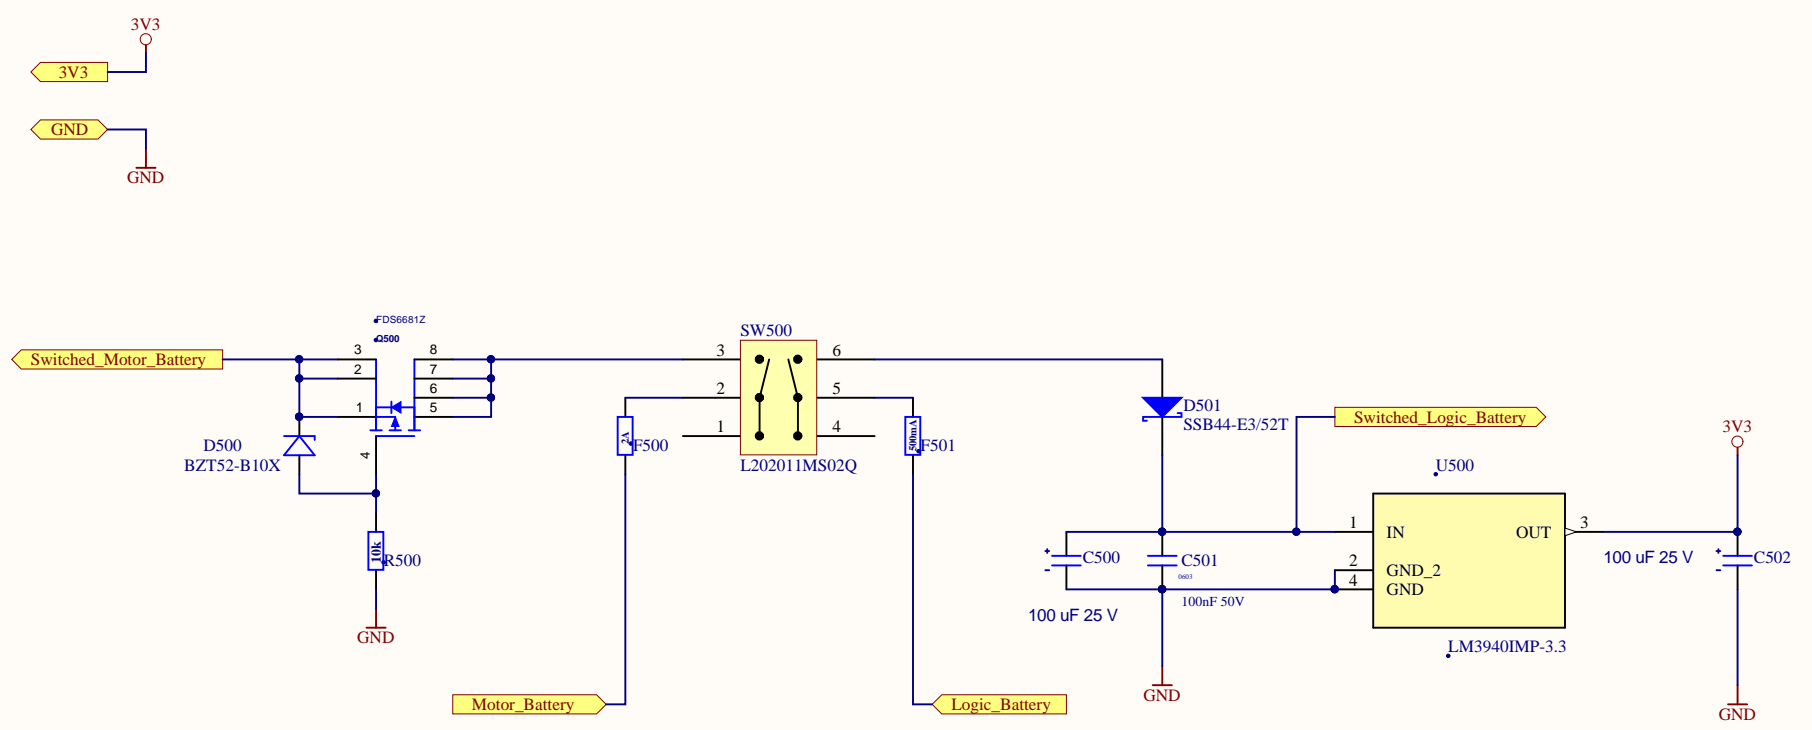 3V3
3V3
GND
GND
FDS6681Z
Q500
Switched_Motor_Battery
3
2
1
8
7
6
5
4
D500
BZT52-B10X
10k
R500
GND
SW500
3
2
1
6
5
4
L202011MS02Q
2A
F500
500mA
F501
Motor_Battery
Logic_Battery
D501
SSB44-E3/52T
Switched_Logic_Battery
+
-
C500
100 uF 25 V
C501
0603
100nF 50V
GND
U500
1
IN
2
GND_2
4
GND
OUT
3
LM3940IMP-3.3
3V3
100 uF 25 V
+
-
C502
GND